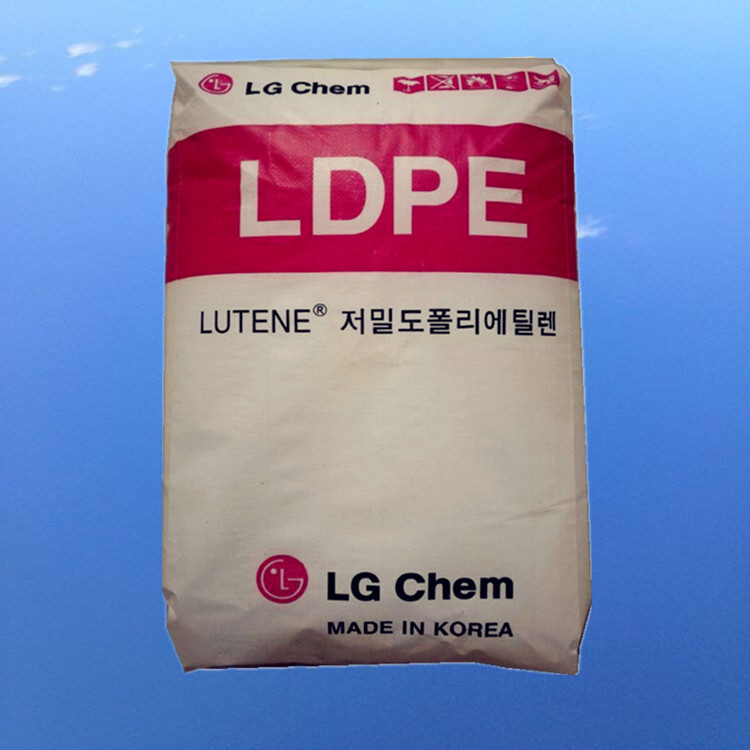 LG Chem
LDPE
LUTENE® 저밀도폴리에틸렌
LG Chem
MADE IN KOREA